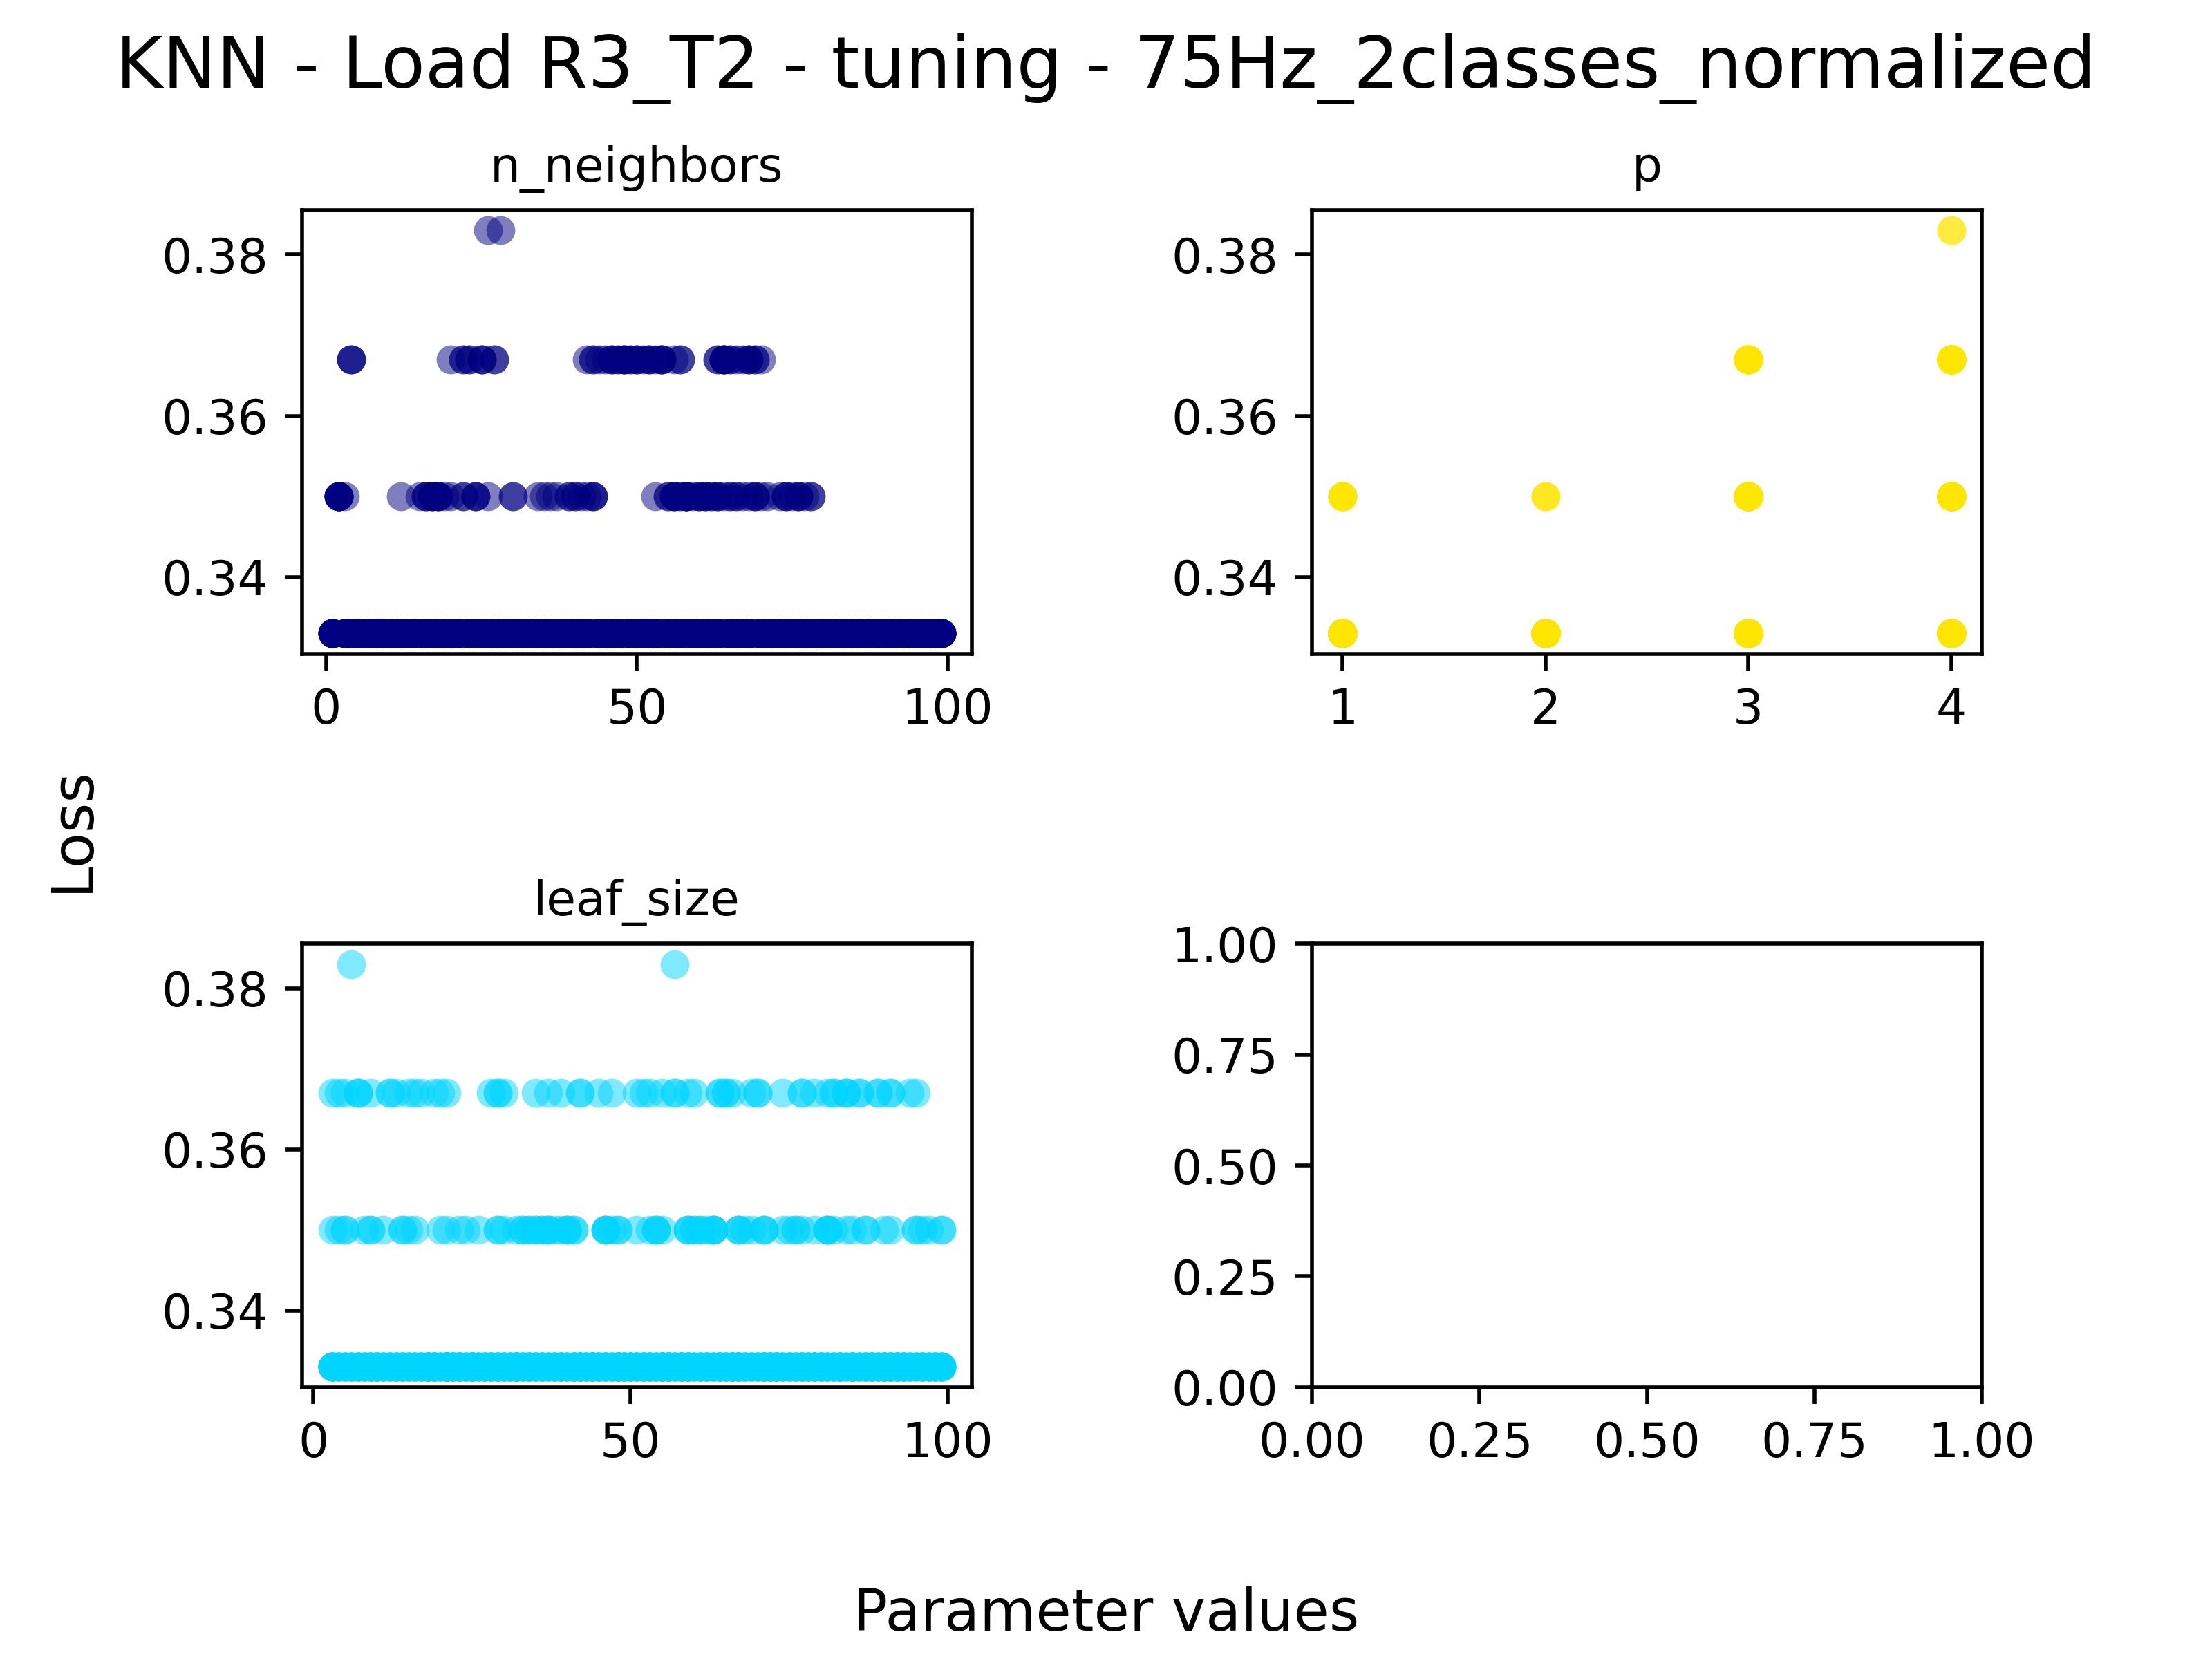 KNN - Load R3_T2 - tuning - 75Hz_2classes_normalized
n_neighbors
0.38
0.36
0.34
0 50 100
p
0.38
0.36
0.34
1 2 3 4
Loss
leaf_size
0.38
0.36
0.34
0 50 100
1.00
0.75
0.50
0.25
0.00
0.00 0.25 0.50 0.75 1.00
Parameter values